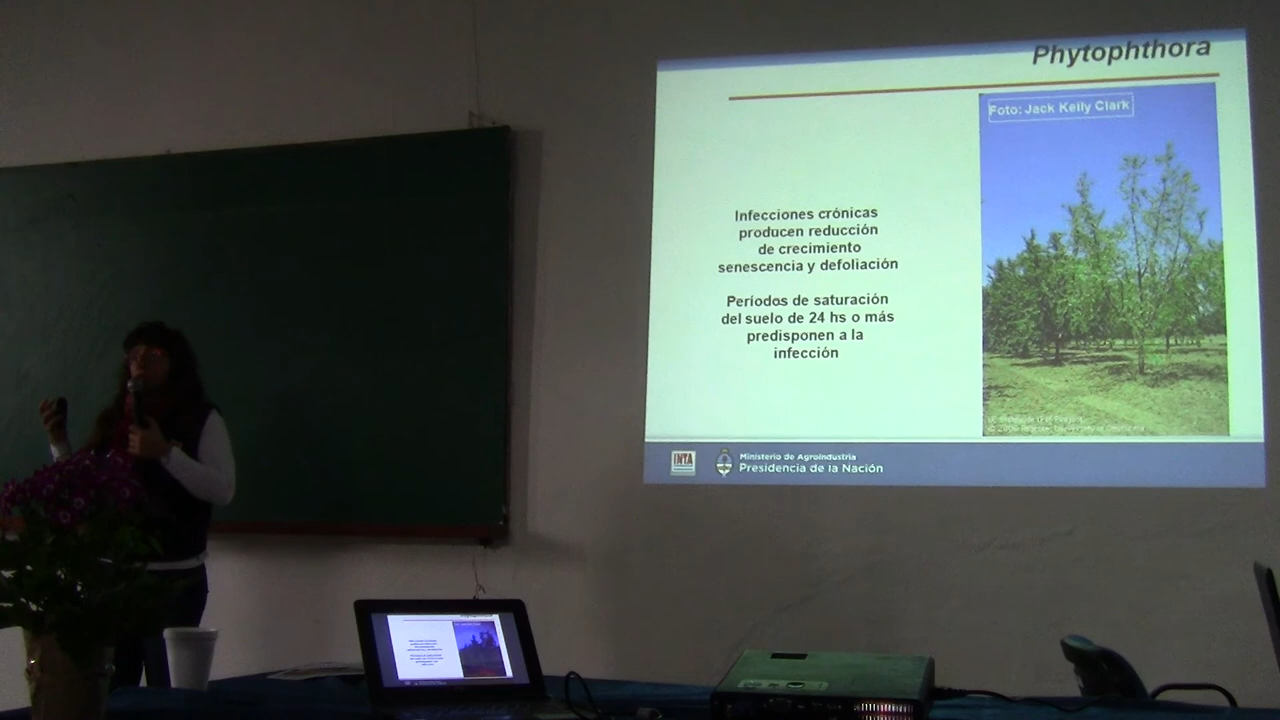 Phytophthora
Foto: Jack Kelly Clark
Infecciones crónicas
producen reducción
de crecimiento
senescencia y defoliación
Períodos de saturación
del suelo de 24 hs o más
predisponen a la
infección
INTA
Ministerio de Agroindustria
Presidencia de la Nación